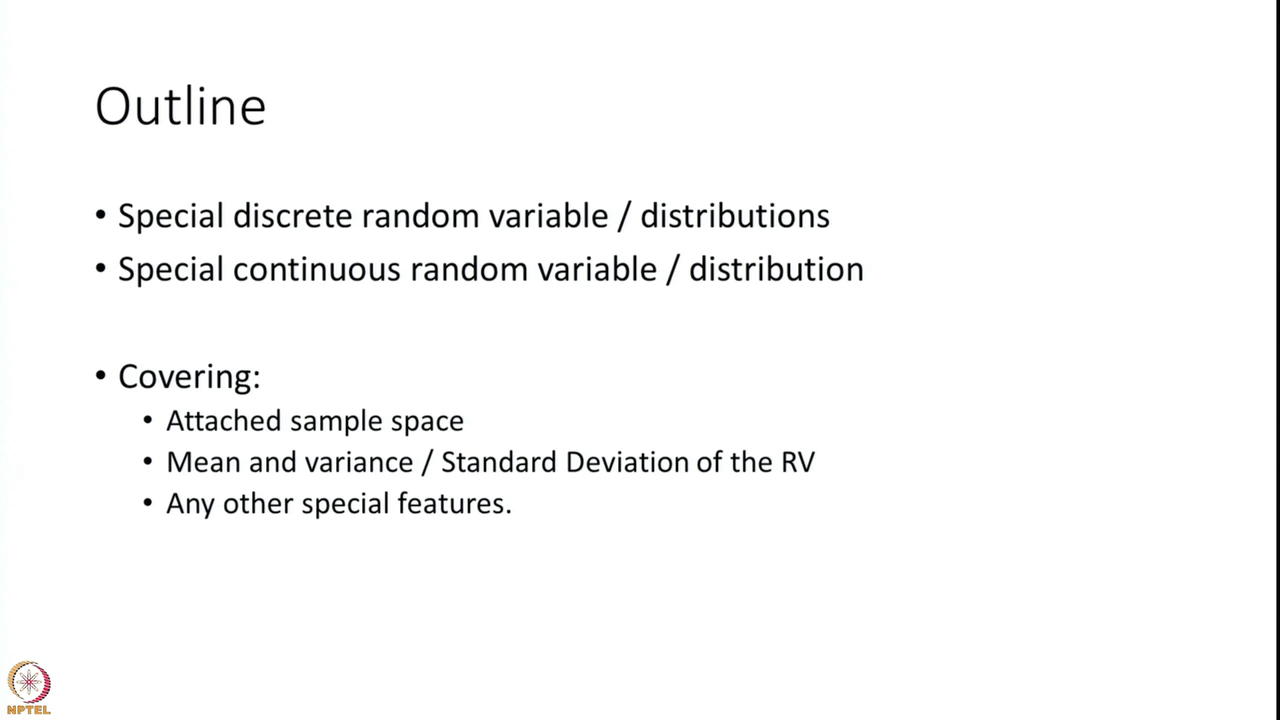 Outline
• Special discrete random variable / distributions
• Special continuous random variable / distribution
• Covering:
• Attached sample space
• Mean and variance / Standard Deviation of the RV
• Any other special features.
NPTEL